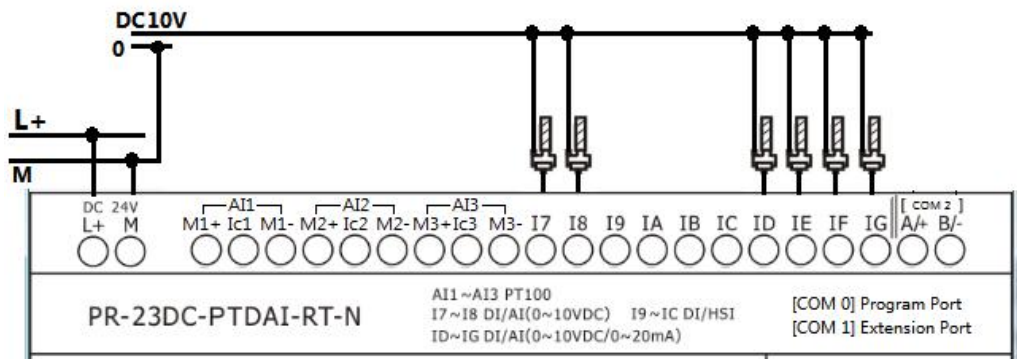 DC10V
0
L+
M
DC 24V
L+ M
AI1 AI2 AI3
M1+ Ic1 M1- M2+ Ic2 M2- M3+ Ic3 M3- I7 I8 I9 IA IB IC ID IE IF IG A/+ B/-
[ COM 2 ]
PR-23DC-PTDAI-RT-N
AI1~AI3 PT100
I7~I8 DI/AI(0~10VDC) I9~IC DI/HSI
ID~IG DI/AI(0~10VDC/0~20mA)
[COM 0] Program Port
[COM 1] Extension Port